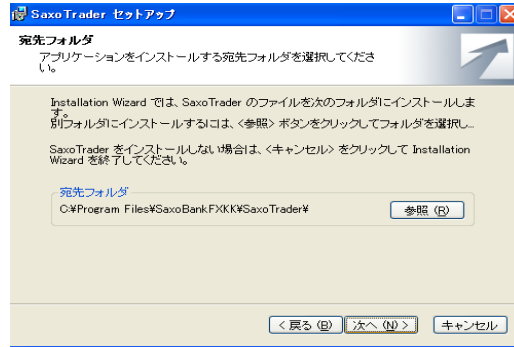 SaxoTrader セットアップ
宛先フォルダ
アプリケーションをインストールする宛先フォルダを選択してくださ
い。
Installation Wizard では、SaxoTrader のファイルを次のフォルダにインストールしま
す。
別フォルダにインストールするには、<参照> ボタンをクリックしてフォルダを選択し...
SaxoTrader をインストールしない場合は、<キャンセル> をクリックして Installation
Wizard を終了してください。
宛先フォルダ
C:¥Program Files¥SaxoBankFXKK¥SaxoTrader¥
参照 (R)
< 戻る (B)
次へ (N) >
キャンセル